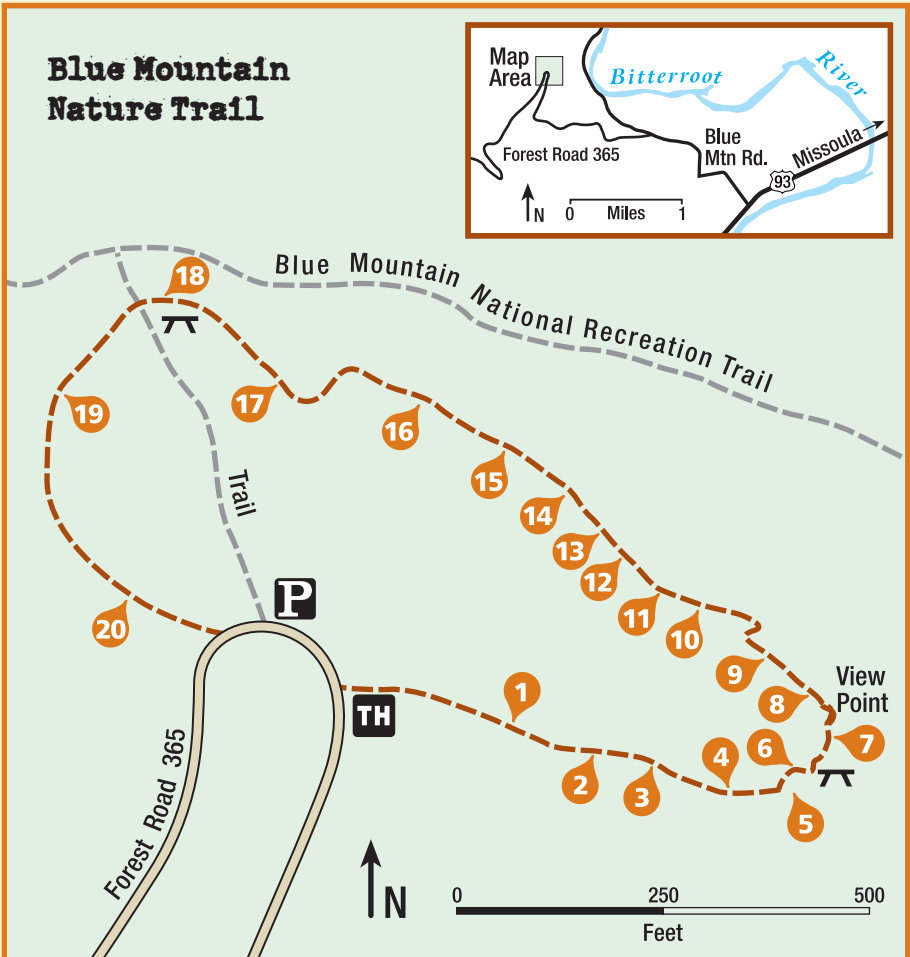 Blue Mountain
Nature Trail
Map
Area
Bitterroot
River
Forest Road 365
Blue
Mtn Rd.
Missoula
93
N
0 Miles 1
Blue Mountain National Recreation Trail
18
17
19
16
15
14
13
12
11
10
9
8
7
View
Point
Trail
P
20
TH
1
2
3
4
5
6
Forest Road 365
N
0 250 500
Feet